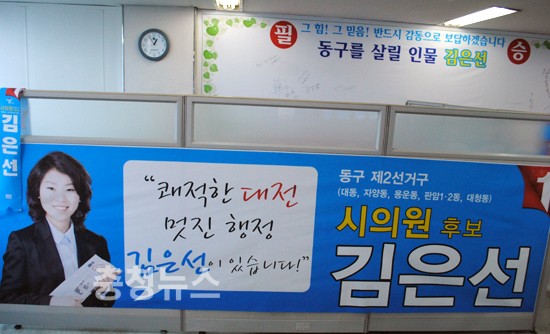 필
그 힘! 그 믿음! 반드시 감동으로 보답하겠습니다
동구를 살릴 인물 김은선
승
김은선
"쾌적한 대전
멋진 행정
김은선이 있습니다!"
동구 제2선거구
(대동, 자양동, 용운동, 판암1·2동, 대청동)
시의원 후보
김은선
1
충청뉴스